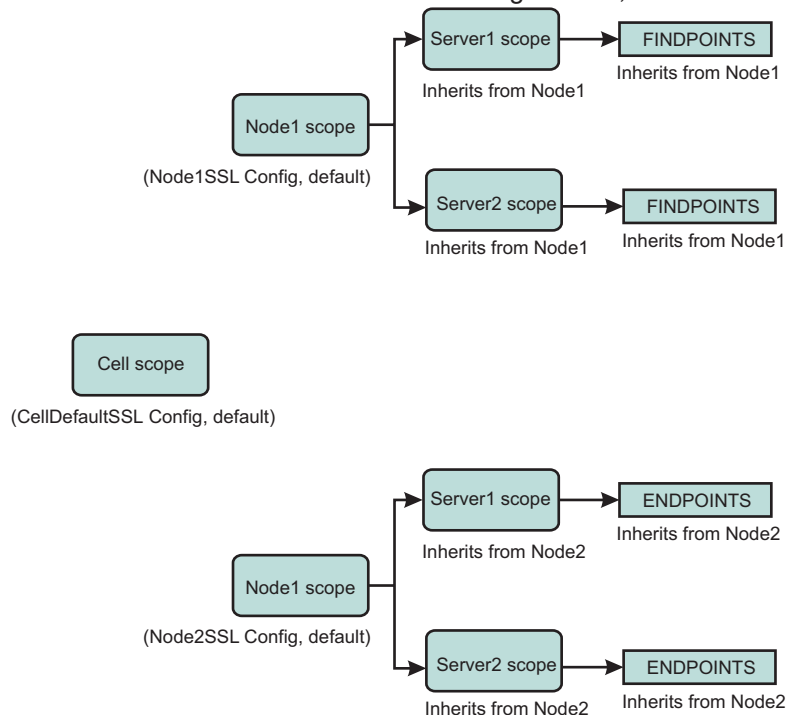 Server1 scope
FINDPOINTS
Inherits from Node1
Inherits from Node1
Node1 scope
(Node1SSL Config, default)
Server2 scope
FINDPOINTS
Inherits from Node1
Inherits from Node1
Cell scope
(CellDefaultSSL Config, default)
Server1 scope
ENDPOINTS
Inherits from Node2
Inherits from Node2
Node1 scope
(Node2SSL Config, default)
Server2 scope
ENDPOINTS
Inherits from Node2
Inherits from Node2